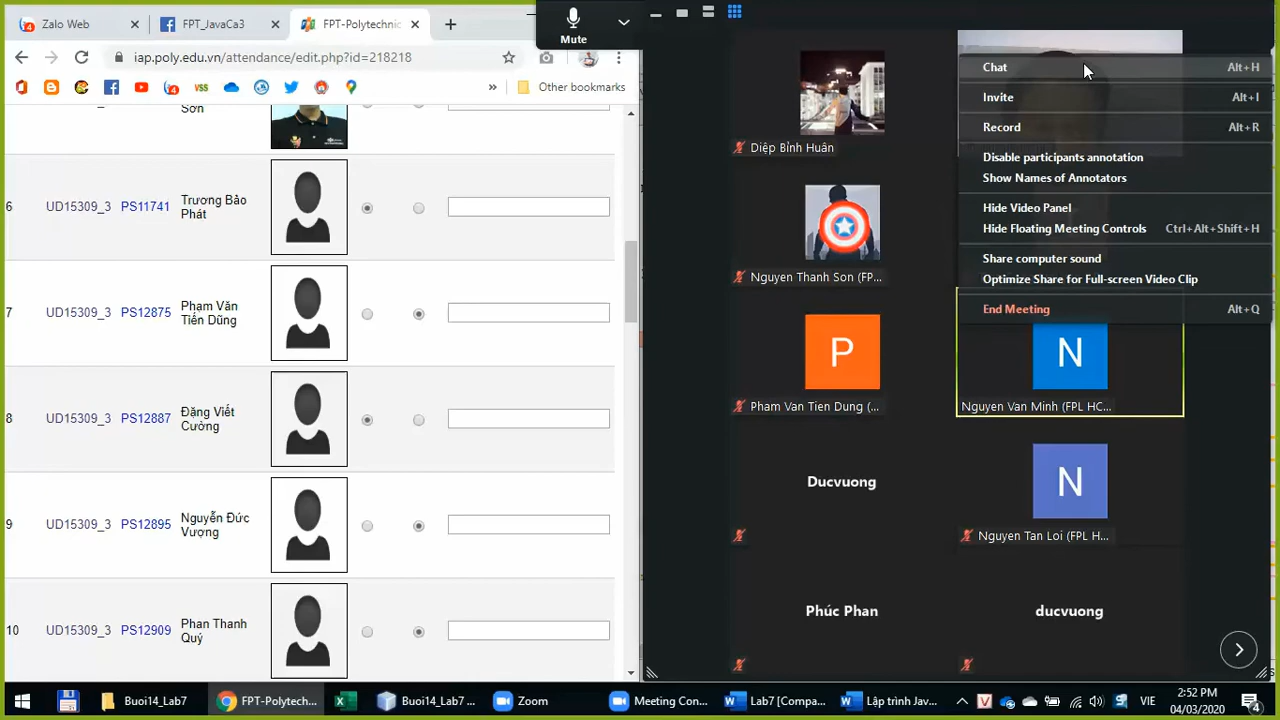 Zalo Web
FPT_JavaCa3
FPT-Polytechnic
iap.poly.edu.vn/attendance/edit.php?id=218218
VSS
Other bookmarks
Sơn
6 UD15309_3 PS11741 Trương Bảo
Phát
7 UD15309_3 PS12875 Phạm Văn
Tiến Dũng
8 UD15309_3 PS12887 Đặng Viết
Cường
9 UD15309_3 PS12895 Nguyễn Đức
Vượng
10 UD15309_3 PS12909 Phan Thanh
Quý
Mute
Diệp Bỉnh Huân
Chat Alt+H
Invite Alt+I
Record Alt+R
Disable participants annotation
Show Names of Annotators
Hide Video Panel
Hide Floating Meeting Controls Ctrl+Alt+Shift+H
Share computer sound
Optimize Share for Full-screen Video Clip
End Meeting Alt+Q
Nguyen Thanh Son (FP...
P
N
Pham Van Tien Dung (...
Nguyen Van Minh (FPL HC...
Ducvuong
N
Nguyen Tan Loi (FPL H...
Phúc Phan
ducvuong
Buoi14_Lab7
FPT-Polytech...
Buoi14_Lab7 ...
Zoom
Meeting Con...
Lab7 [Compa...
Lập trình Jav...
VIE
2:52 PM
04/03/2020
4